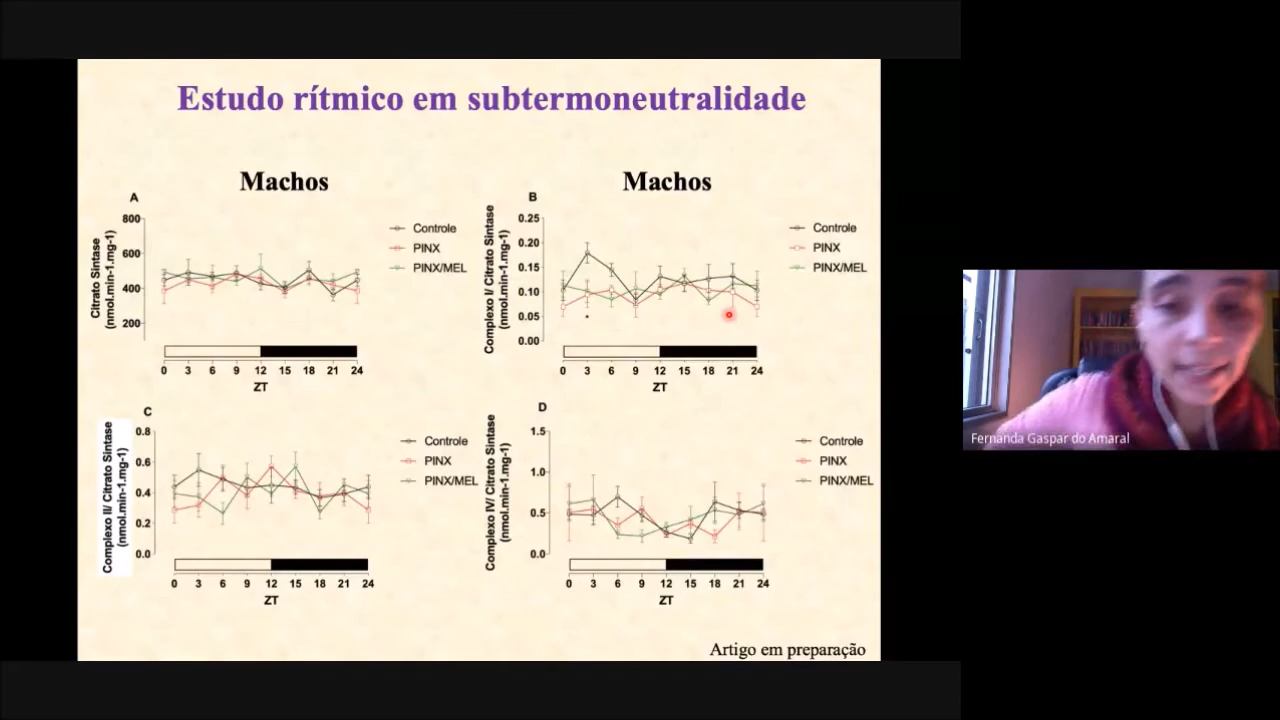 Estudo rítmico em subtermoneutralidade
Machos
A
Citrato Sintase
(nmol.min-1.mg-1)
800
600
400
200
0 3 6 9 12 15 18 21 24
ZT
Controle
PINX
PINX/MEL
Machos
B
Complexo I/ Citrato Sintase
(nmol.min-1.mg-1)
0.25
0.20
0.15
0.10
0.05
0.00
*
0 3 6 9 12 15 18 21 24
ZT
Controle
PINX
PINX/MEL
C
Complexo II/ Citrato Sintase
(nmol.min-1.mg-1)
0.8
0.6
0.4
0.2
0.0
0 3 6 9 12 15 18 21 24
ZT
Controle
PINX
PINX/MEL
D
Complexo IV/ Citrato Sintase
(nmol.min-1.mg-1)
1.5
1.0
0.5
0.0
0 3 6 9 12 15 18 21 24
ZT
Controle
PINX
PINX/MEL
Artigo em preparação
Fernanda Gaspar do Amaral